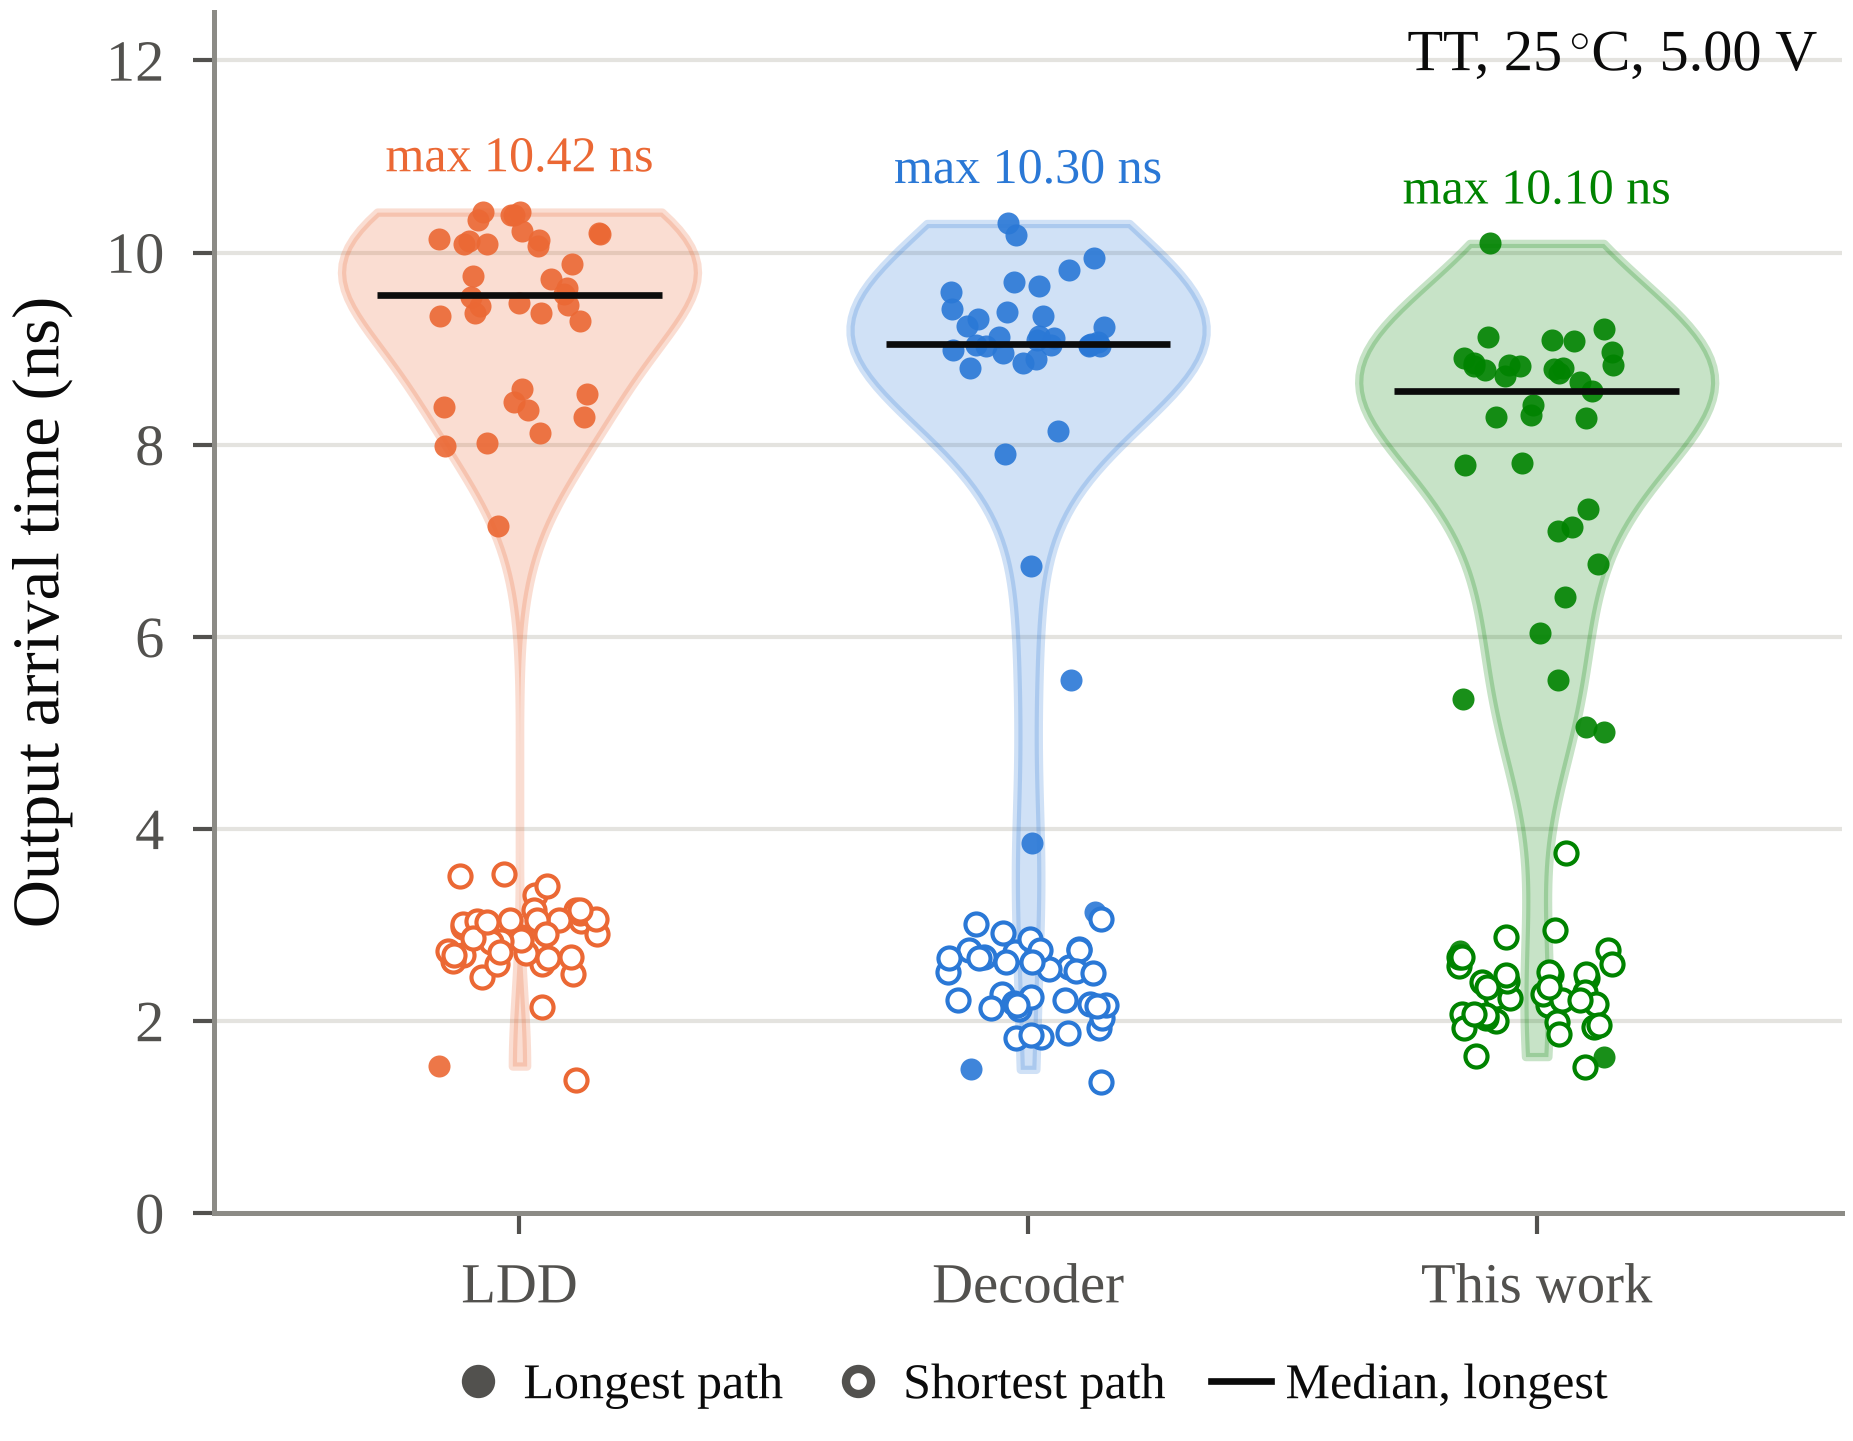 TT, 25 °C, 5.00 V
max 10.42 ns
max 10.30 ns
max 10.10 ns
Output arrival time (ns)
12
10
8
6
4
2
0
LDD
Decoder
This work
Longest path
Shortest path
Median, longest